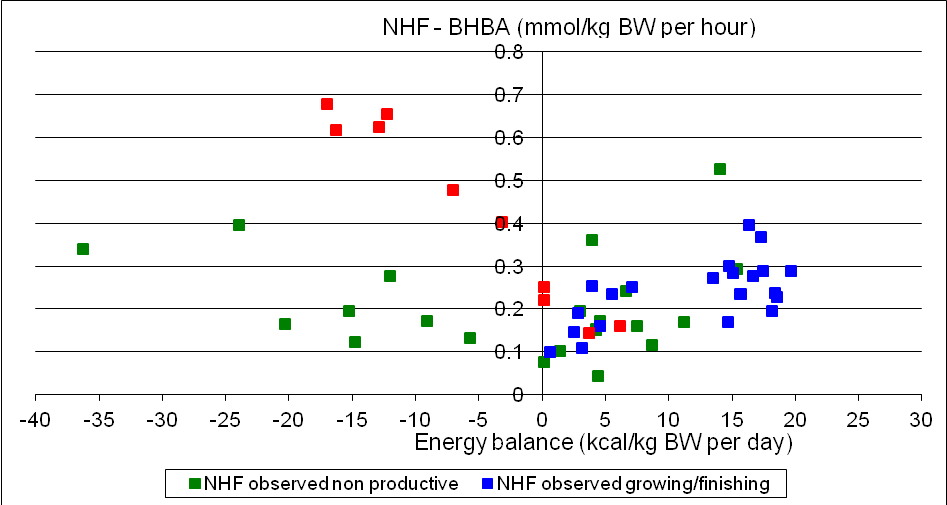 NHF - BHBA (mmol/kg BW per hour)
0.8
0.7
0.6
0.5
0.4
0.3
0.2
0.1
0
-40 -35 -30 -25 -20 -15 -10 -5 0 5 10 15 20 25 30
Energy balance (kcal/kg BW per day)
NHF observed non productive NHF observed growing/finishing